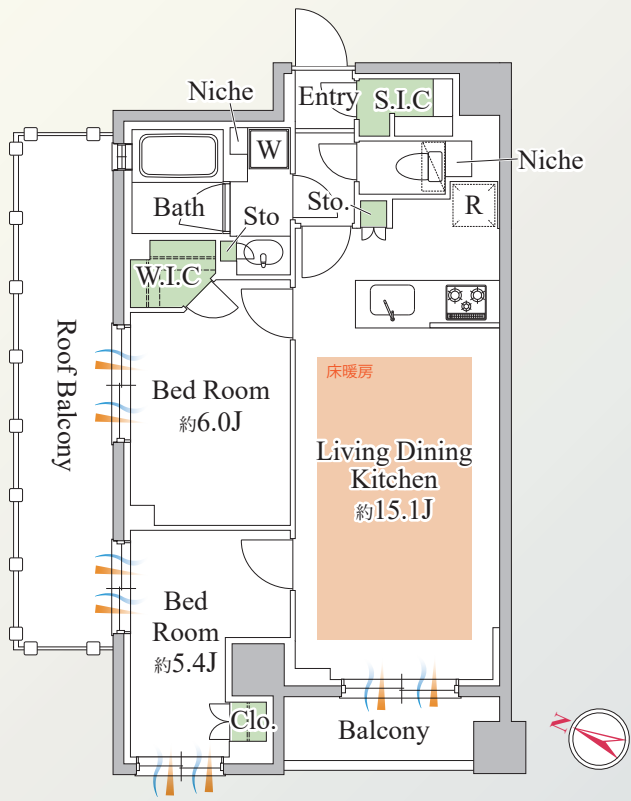 Niche
Entry
S.I.C
W
Niche
Bath
Sto
Sto.
R
W.I.C
Roof Balcony
床暖房
Bed Room
約6.0J
Living Dining
Kitchen
約15.1J
Bed
Room
約5.4J
Clo.
Balcony
N